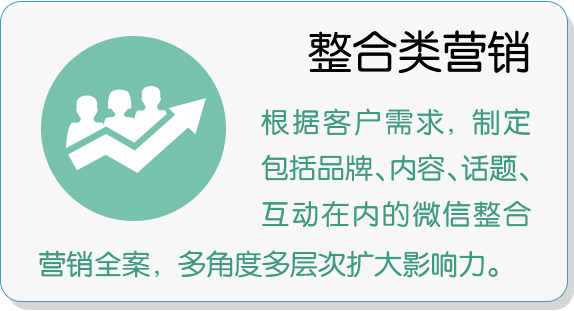 整合类营销
根据客户需求，制定
包括品牌、内容、话题、
互动在内的微信整合
营销全案，多角度多层次扩大影响力。